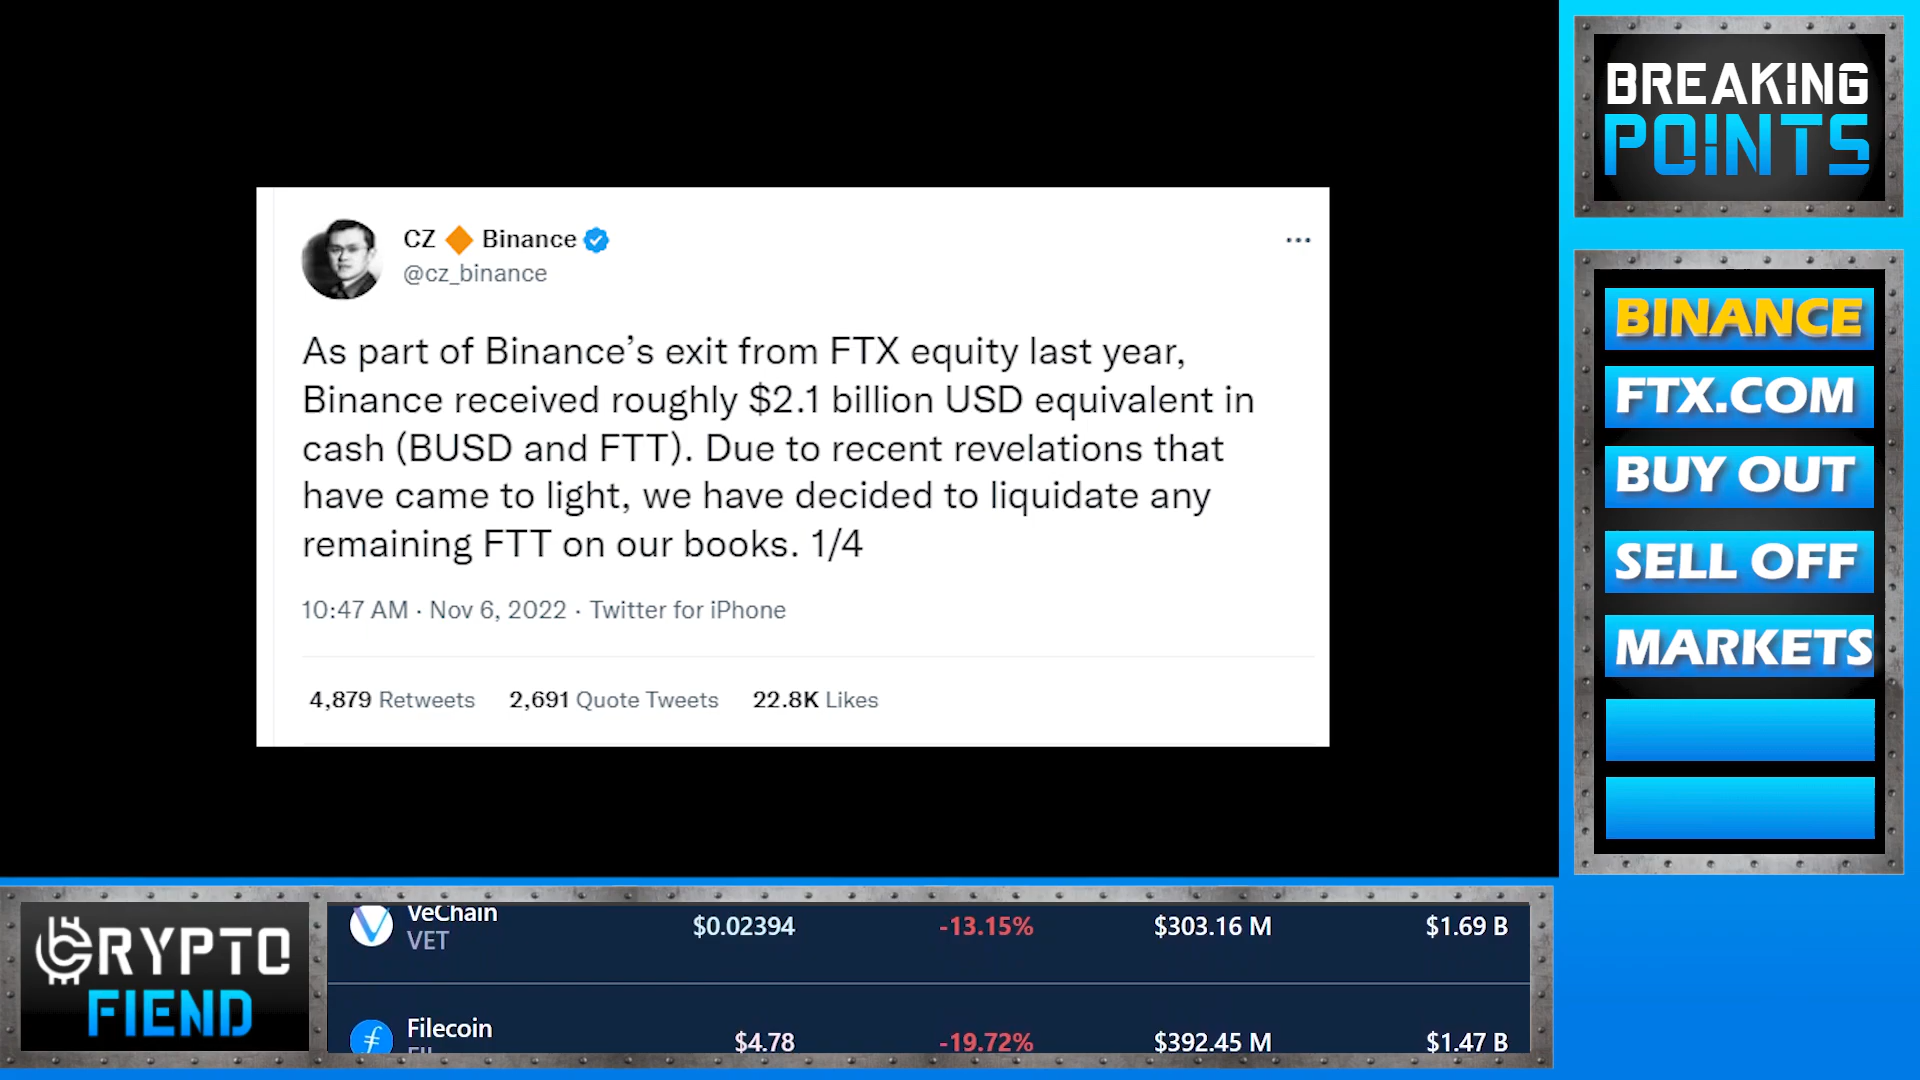 CZ 🔶 Binance
@cz_binance
As part of Binance’s exit from FTX equity last year,
Binance received roughly $2.1 billion USD equivalent in
cash (BUSD and FTT). Due to recent revelations that
have came to light, we have decided to liquidate any
remaining FTT on our books. 1/4
10:47 AM · Nov 6, 2022 · Twitter for iPhone
4,879 Retweets 2,691 Quote Tweets 22.8K Likes
BREAKING
POINTS
BINANCE
FTX.COM
BUY OUT
SELL OFF
MARKETS
CRYPTO
FIEND
VeChain
VET
$0.02394 -13.15% $303.16 M $1.69 B
Filecoin
$4.78 -19.72% $392.45 M $1.47 B